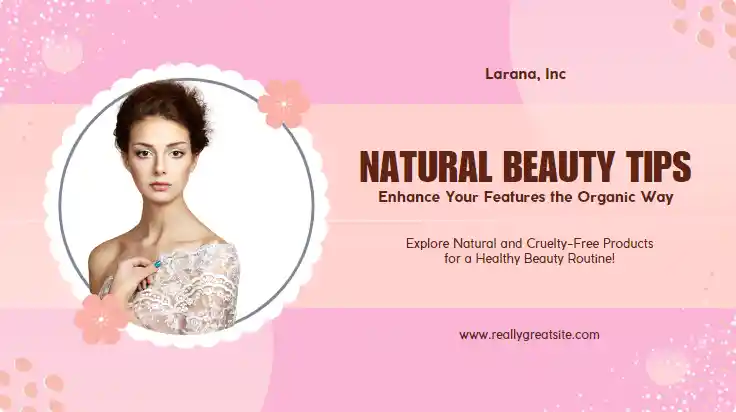 Larana, Inc
NATURAL BEAUTY TIPS
Enhance Your Features the Organic Way
Explore Natural and Cruelty-Free Products
for a Healthy Beauty Routine!
www.reallygreatsite.com